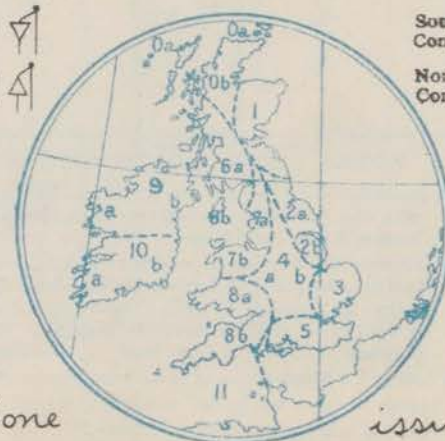 0a 0a Sou
Con
0b Nor
1 Con
6a
9
a b 6b 2a
10 2b
b 7b 4
a a b 3
8a
8b 5
11
one issu